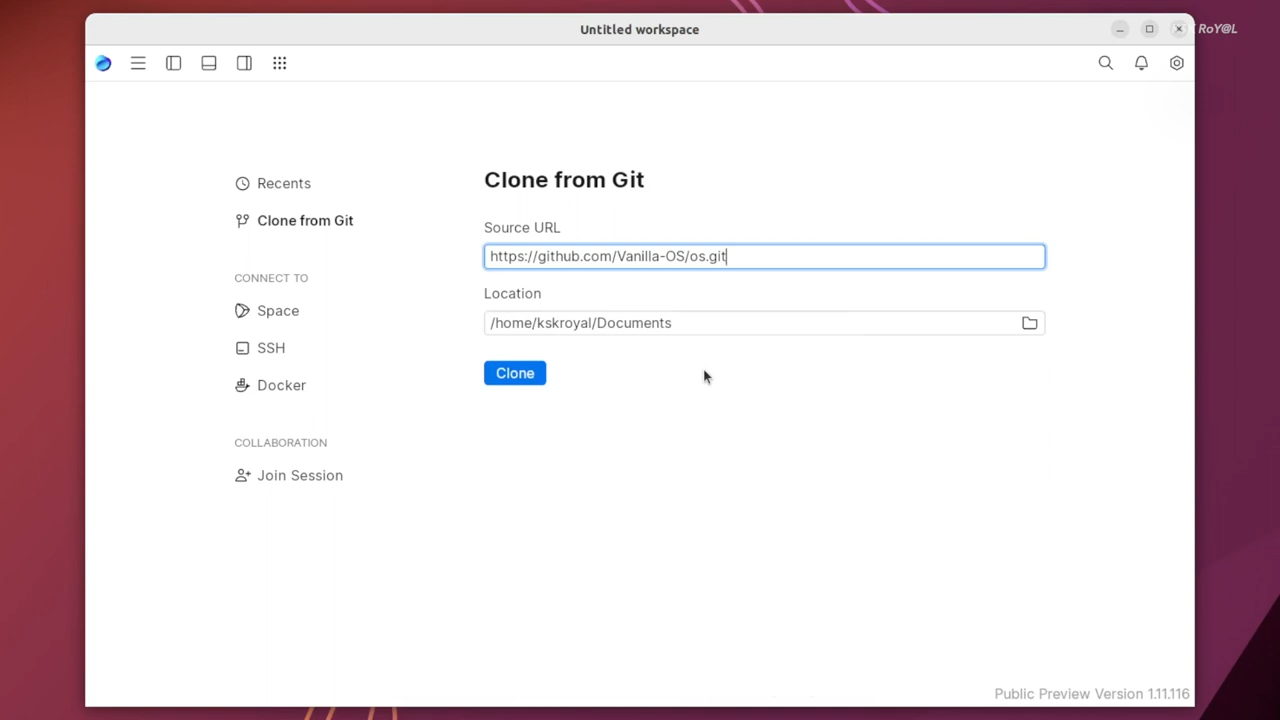 Untitled workspace
RoY@L
Recents
Clone from Git
CONNECT TO
Space
SSH
Docker
COLLABORATION
Join Session
Clone from Git
Source URL
https://github.com/Vanilla-OS/os.git
Location
/home/kskroyal/Documents
Clone
Public Preview Version 1.11.116